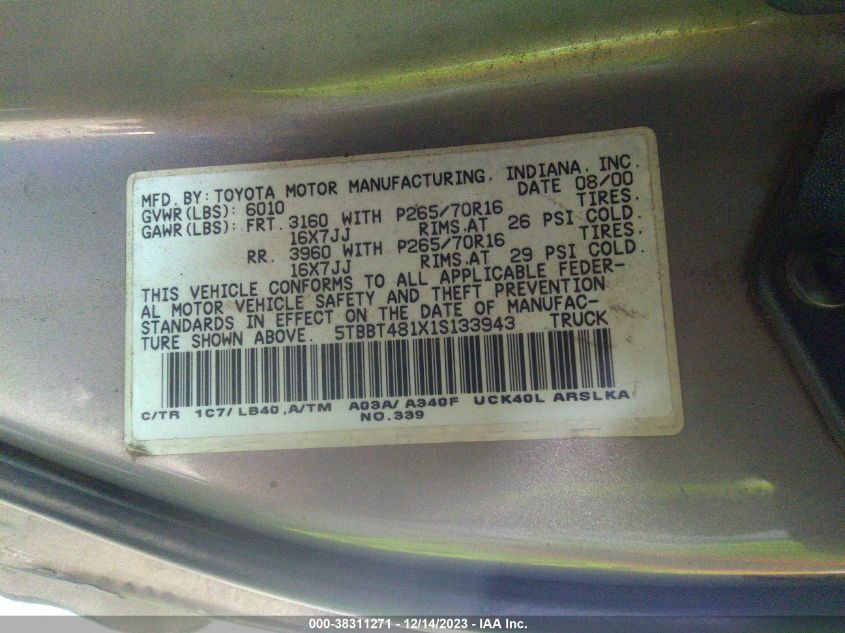 MFD. BY: TOYOTA MOTOR MANUFACTURING, INDIANA, INC.
GVWR(LBS): 6010 DATE 08/00
GAWR(LBS): FRT. 3160 WITH P265/70R16 TIRES,
16X7JJ RIMS,AT 26 PSI COLD.
RR. 3960 WITH P265/70R16 TIRES,
16X7JJ RIMS,AT 29 PSI COLD.
THIS VEHICLE CONFORMS TO ALL APPLICABLE FEDER-
AL MOTOR VEHICLE SAFETY AND THEFT PREVENTION
STANDARDS IN EFFECT ON THE DATE OF MANUFAC-
TURE SHOWN ABOVE. 5TBBT481X1S133943 TRUCK
C/TR 1C7/ LB40 ,A/TM A03A/ A340F UCK40L ARSLKA
NO.339
000-38311271 - 12/14/2023 - IAA Inc.